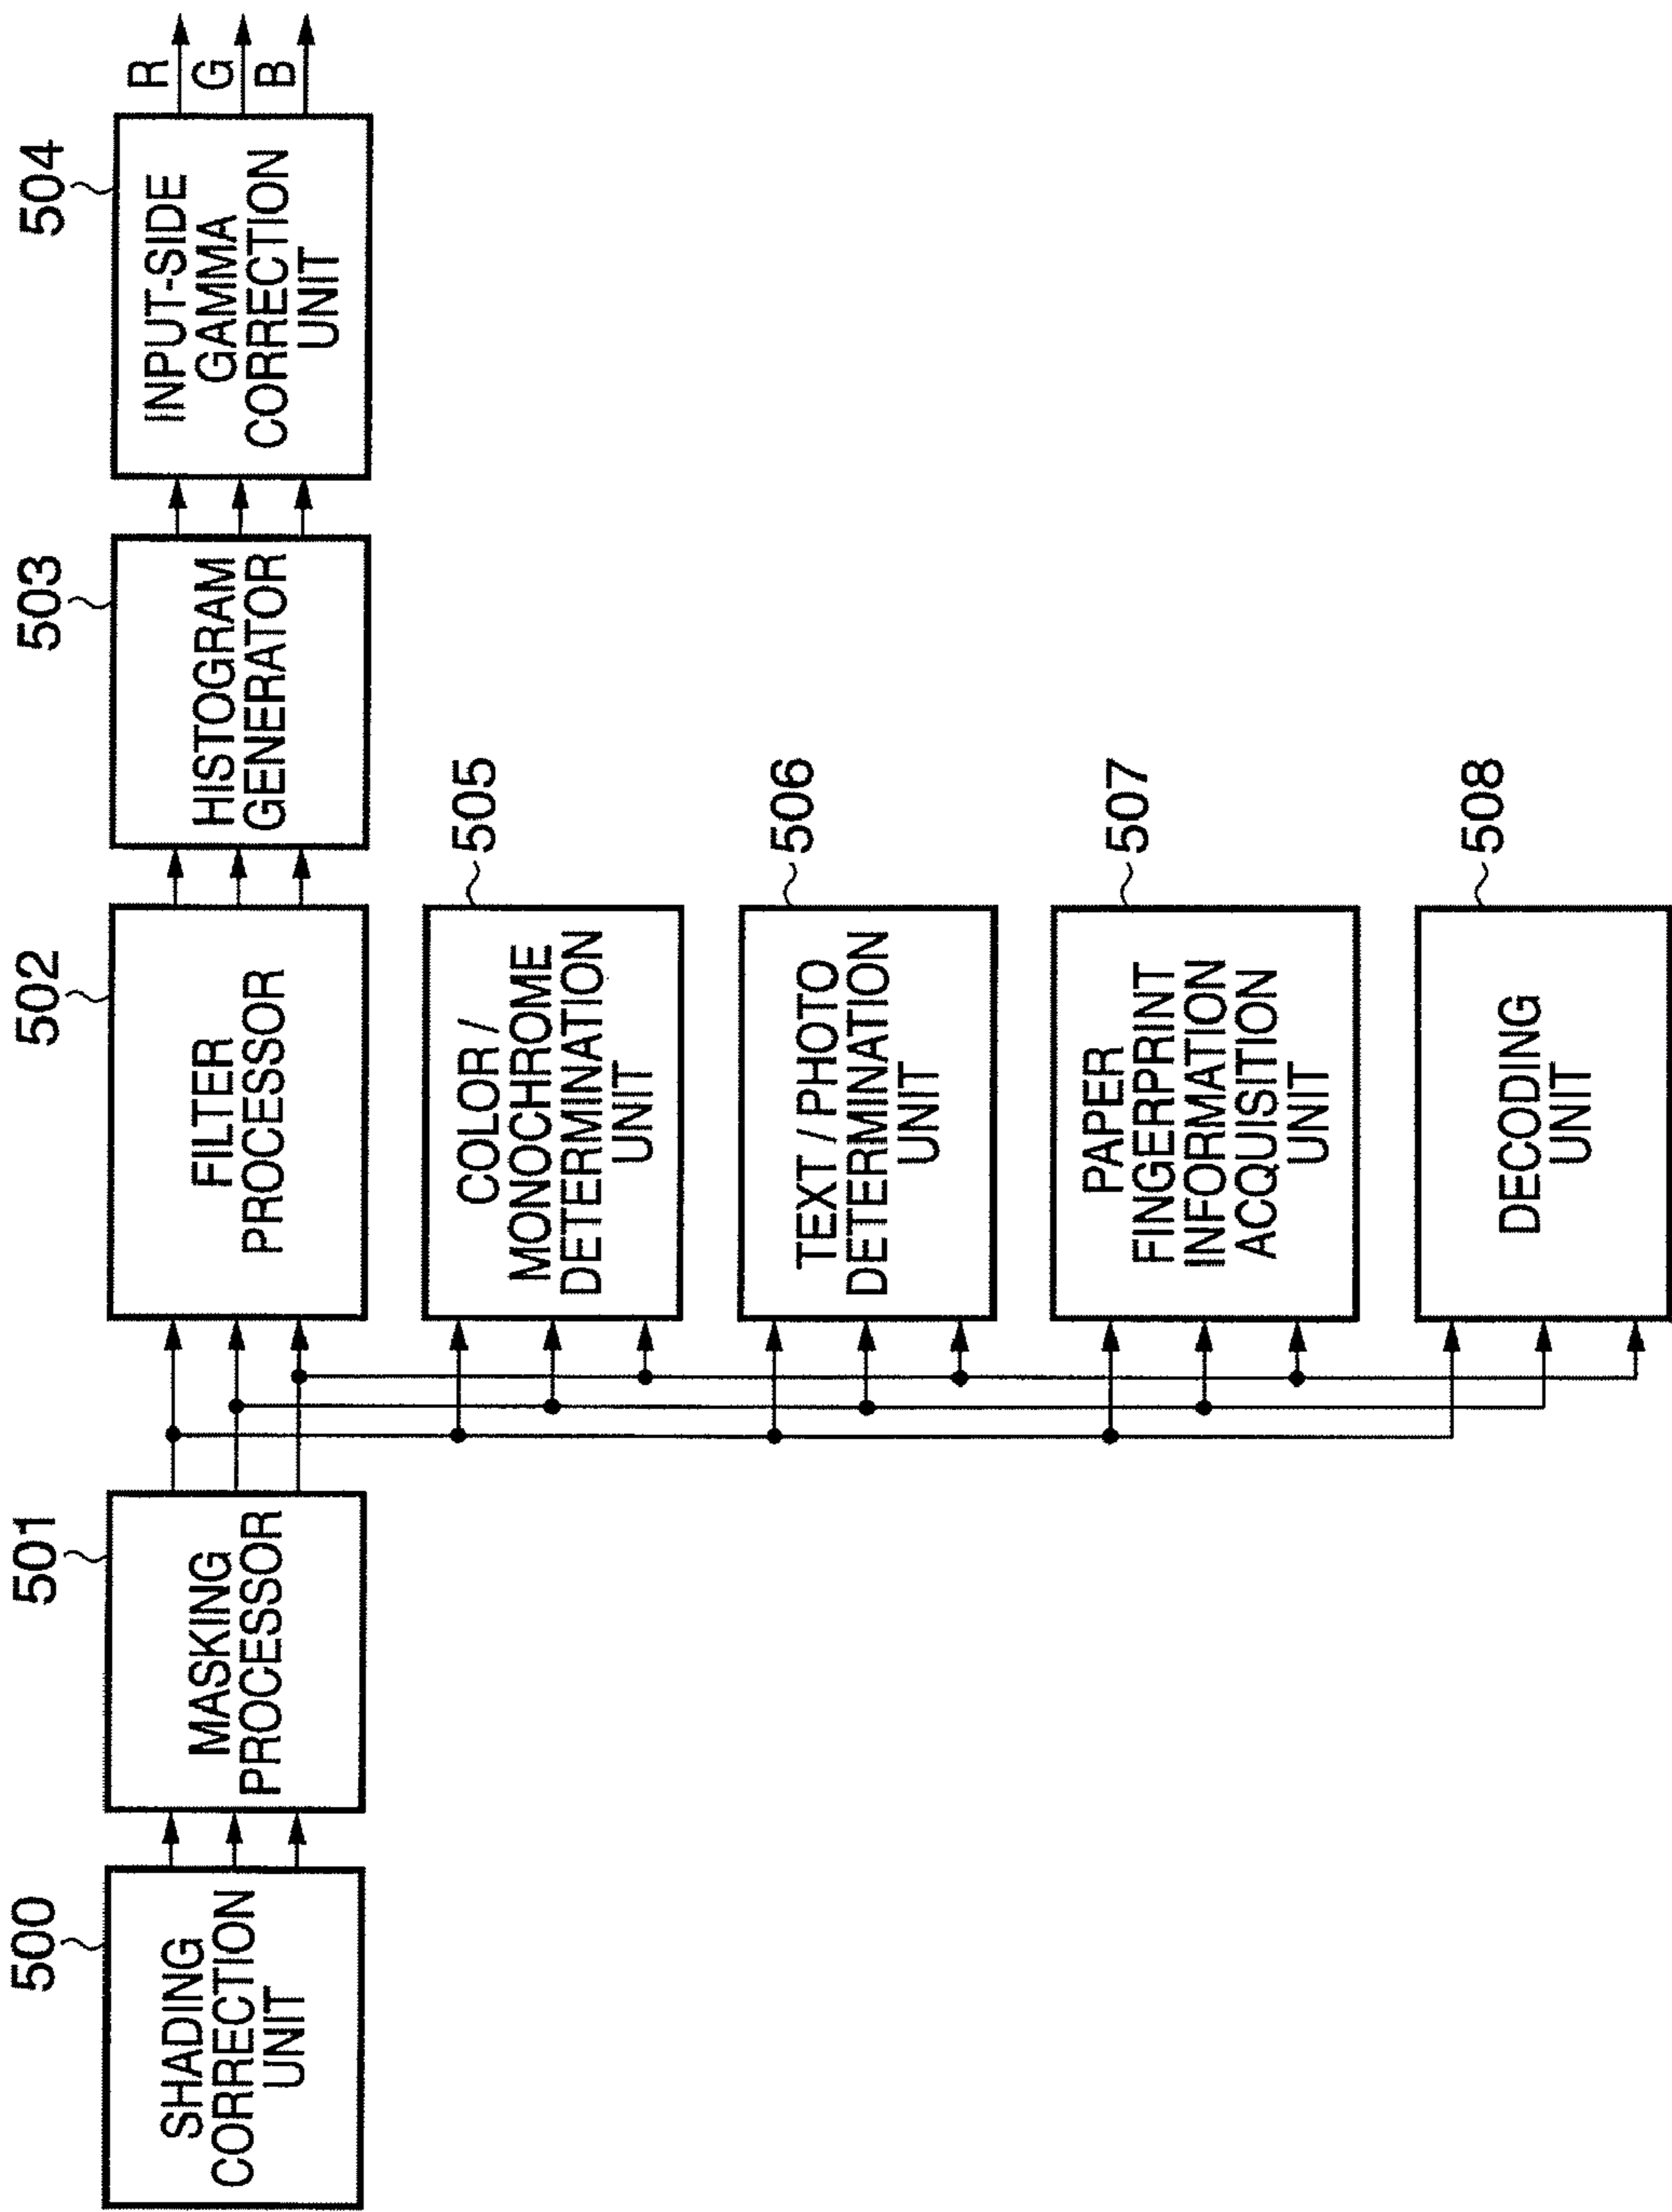 500
SHADING
CORRECTION
UNIT
501
MASKING
PROCESSOR
502
FILTER
PROCESSOR
503
HISTOGRAM
GENERATOR
504
INPUT-SIDE
GAMMA
CORRECTION
UNIT
R
G
B
505
COLOR /
MONOCHROME
DETERMINATION
UNIT
506
TEXT / PHOTO
DETERMINATION
UNIT
507
PAPER
FINGERPRINT
INFORMATION
ACQUISITION
UNIT
508
DECODING
UNIT